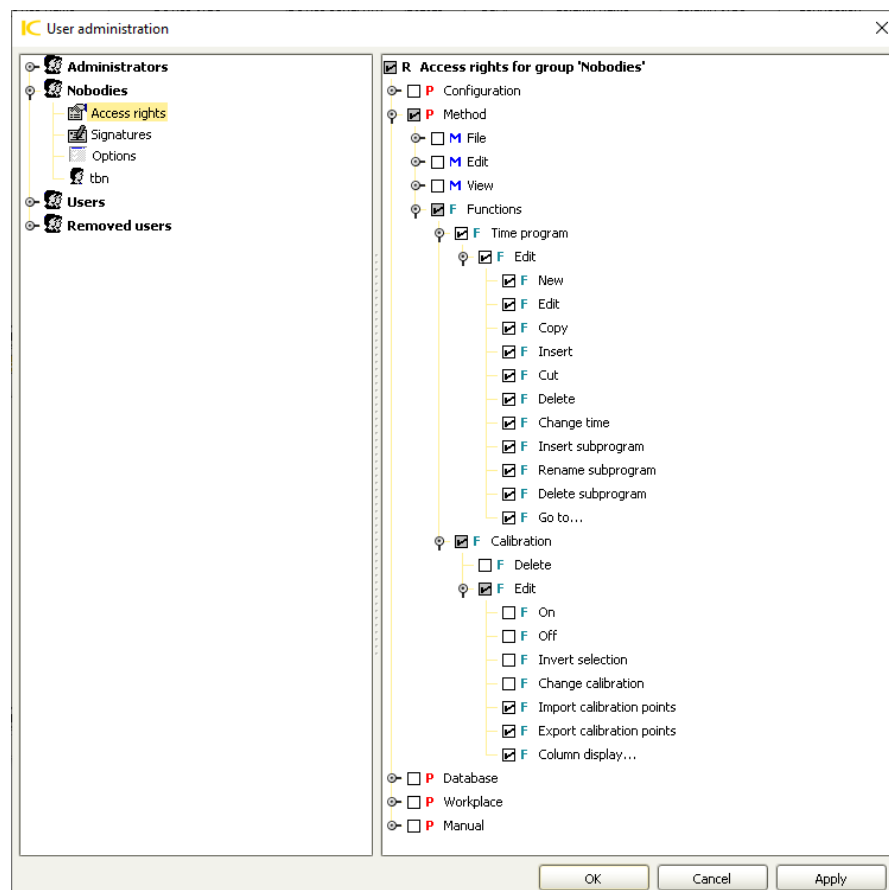 IC User administration
Administrators
Nobodies
Access rights
Signatures
Options
tbn
Users
Removed users
R Access rights for group 'Nobodies'
P Configuration
P Method
M File
M Edit
M View
F Functions
F Time program
F Edit
F New
F Edit
F Copy
F Insert
F Cut
F Delete
F Change time
F Insert subprogram
F Rename subprogram
F Delete subprogram
F Go to...
F Calibration
F Delete
F Edit
F On
F Off
F Invert selection
F Change calibration
F Import calibration points
F Export calibration points
F Column display...
P Database
P Workplace
P Manual
OK Cancel Apply